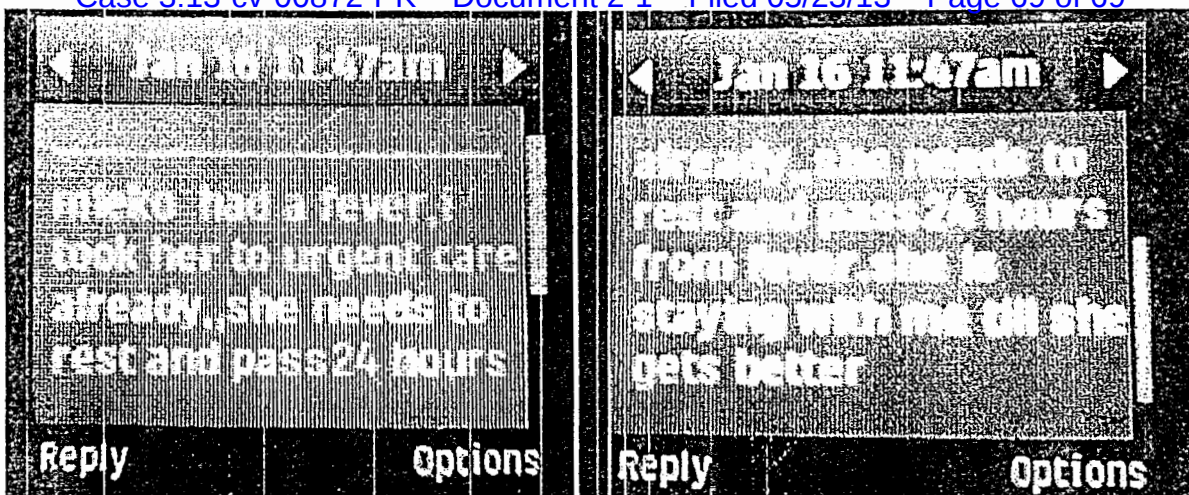 Case 3:13-cv-00872-PK Document 2-1 Filed 05/23/13 Page 69 of 69
Jan 16 11:47am
mieko had a fever,i
took her to urgent care
already,,she needs to
rest and pass 24 hours
Reply Options
Jan 16 11:47am
already,,she needs to
rest and pass 24 hours
from fever,she is
staying with me till she
gets better
Reply Options